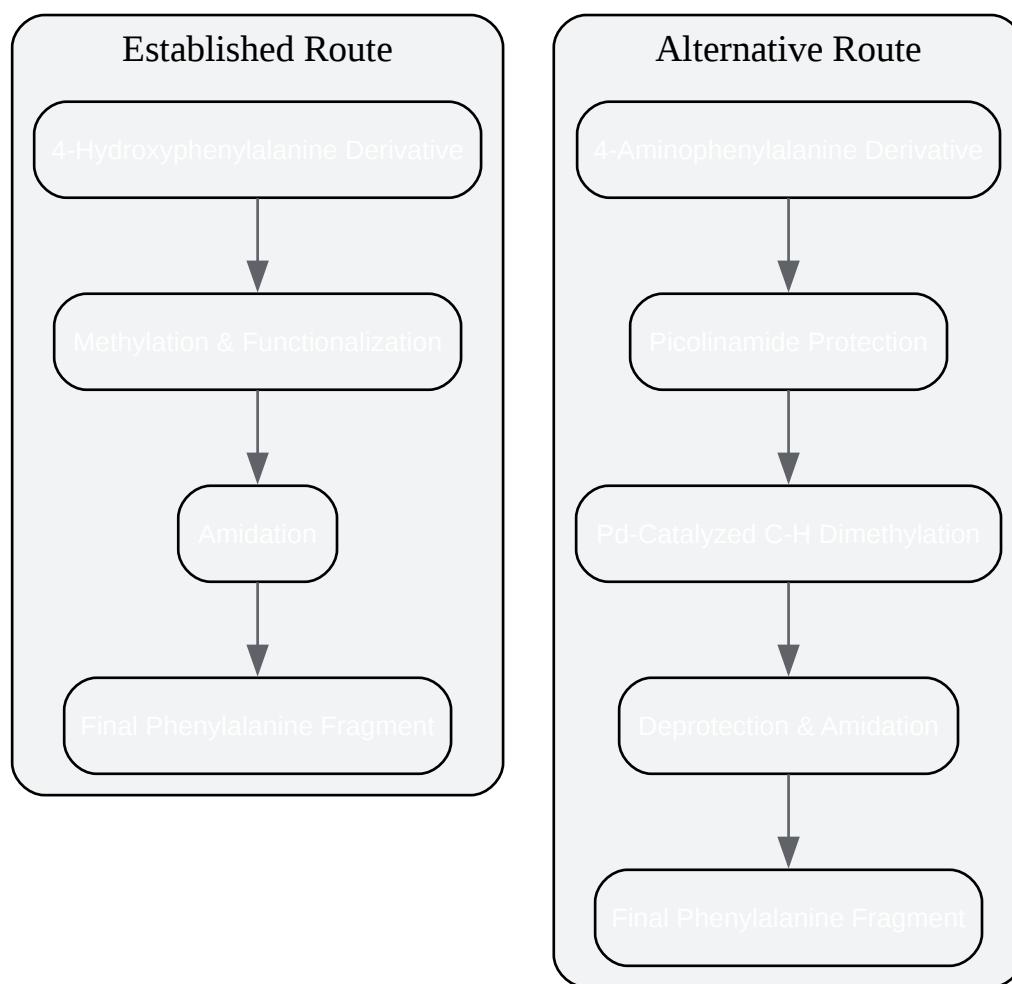 Established Route
4-Hydroxyphenylalanine Derivative
Methylation & Functionalization
Amidation
Final Phenylalanine Fragment
Alternative Route
4-Aminophenylalanine Derivative
Picolinamide Protection
Pd-Catalyzed C-H Dimethylation
Deprotection & Amidation
Final Phenylalanine Fragment